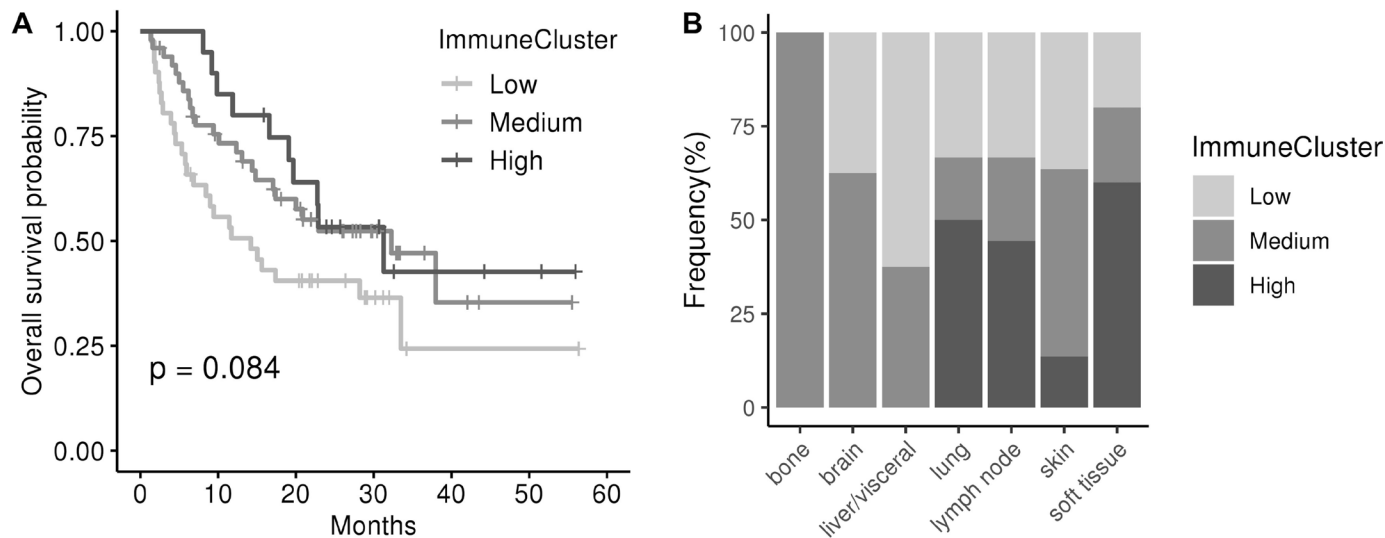 A
Overall survival probability
1.00
0.75
0.50
0.25
0.00
ImmuneCluster
Low
Medium
High
p = 0.084
0 10 20 30 40 50 60
Months
B
Frequency(%)
100
75
50
25
0
bone
brain
liver/visceral
lung
lymph node
skin
soft tissue
ImmuneCluster
Low
Medium
High